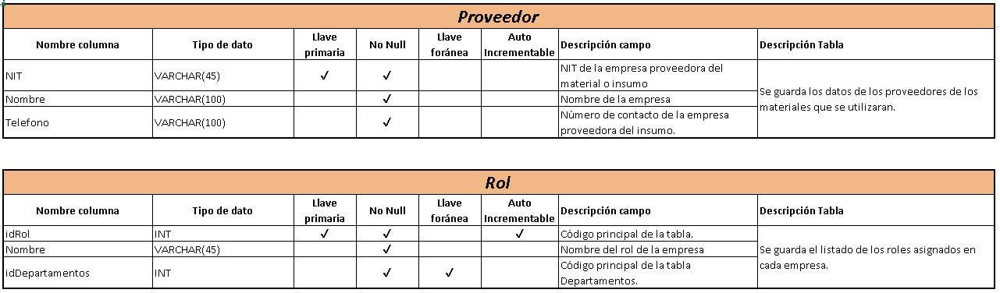 Proveedor
Nombre columna Tipo de dato Llave primaria No Null Llave foránea Auto Incrementable Descripción campo Descripción Tabla
NIT VARCHAR(45) ✓ ✓ NIT de la empresa proveedora del material o insumo Se guarda los datos de los proveedores de los materiales que se utilizaran.
Nombre VARCHAR(100) ✓ Nombre de la empresa
Telefono VARCHAR(100) ✓ Número de contacto de la empresa proveedora del insumo.
Rol
Nombre columna Tipo de dato Llave primaria No Null Llave foránea Auto Incrementable Descripción campo Descripción Tabla
idRol INT ✓ ✓ ✓ Código principal de la tabla. Se guarda el listado de los roles asignados en cada empresa.
Nombre VARCHAR(45) ✓ Nombre del rol de la empresa
idDepartamentos INT ✓ ✓ Código principal de la tabla Departamentos.